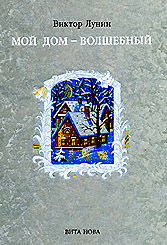 Виктор Лунин
МОЙ ДОМ – ВОЛШЕБНЫЙ
ВИТА НОВА